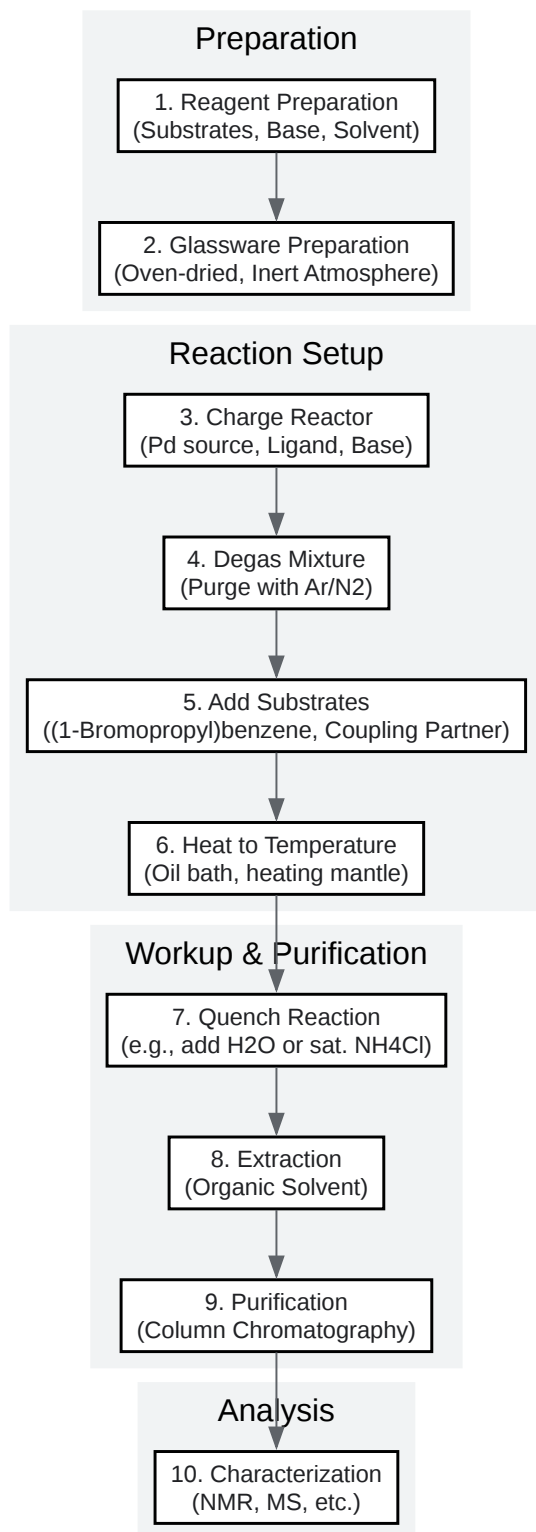 Preparation
1. Reagent Preparation
(Substrates, Base, Solvent)
2. Glassware Preparation
(Oven-dried, Inert Atmosphere)
Reaction Setup
3. Charge Reactor
(Pd source, Ligand, Base)
4. Degas Mixture
(Purge with Ar/N2)
5. Add Substrates
((1-Bromopropyl)benzene, Coupling Partner)
6. Heat to Temperature
(Oil bath, heating mantle)
Workup & Purification
7. Quench Reaction
(e.g., add H2O or sat. NH4Cl)
8. Extraction
(Organic Solvent)
9. Purification
(Column Chromatography)
Analysis
10. Characterization
(NMR, MS, etc.)